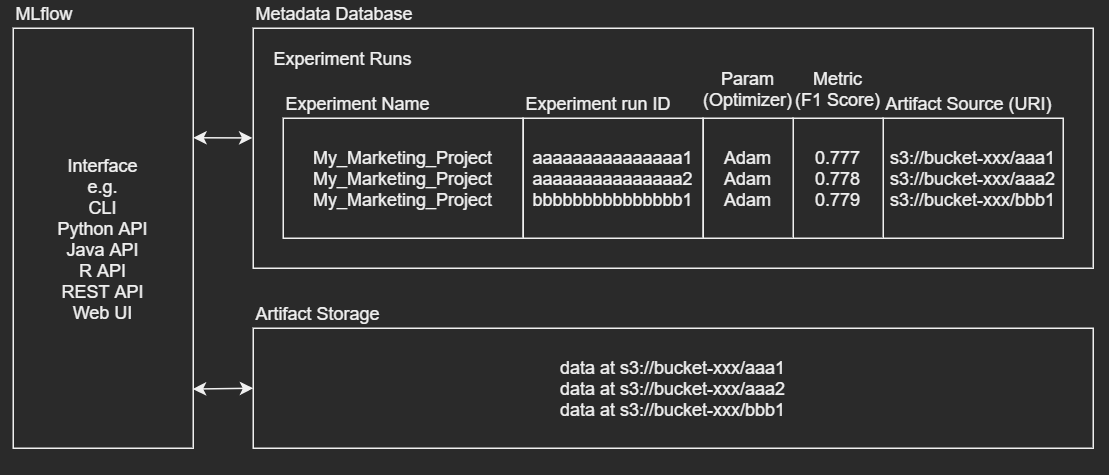 MLflow
Interface
e.g.
CLI
Python API
Java API
R API
REST API
Web UI
Metadata Database
Experiment Runs
Experiment Name
Experiment run ID
Param
(Optimizer)
Metric
(F1 Score)
Artifact Source (URI)
My_Marketing_Project aaaaaaaaaaaaaaa1 Adam 0.777 s3://bucket-xxx/aaa1
My_Marketing_Project aaaaaaaaaaaaaaa2 Adam 0.778 s3://bucket-xxx/aaa2
My_Marketing_Project bbbbbbbbbbbbbbb1 Adam 0.779 s3://bucket-xxx/bbb1
Artifact Storage
data at s3://bucket-xxx/aaa1
data at s3://bucket-xxx/aaa2
data at s3://bucket-xxx/bbb1